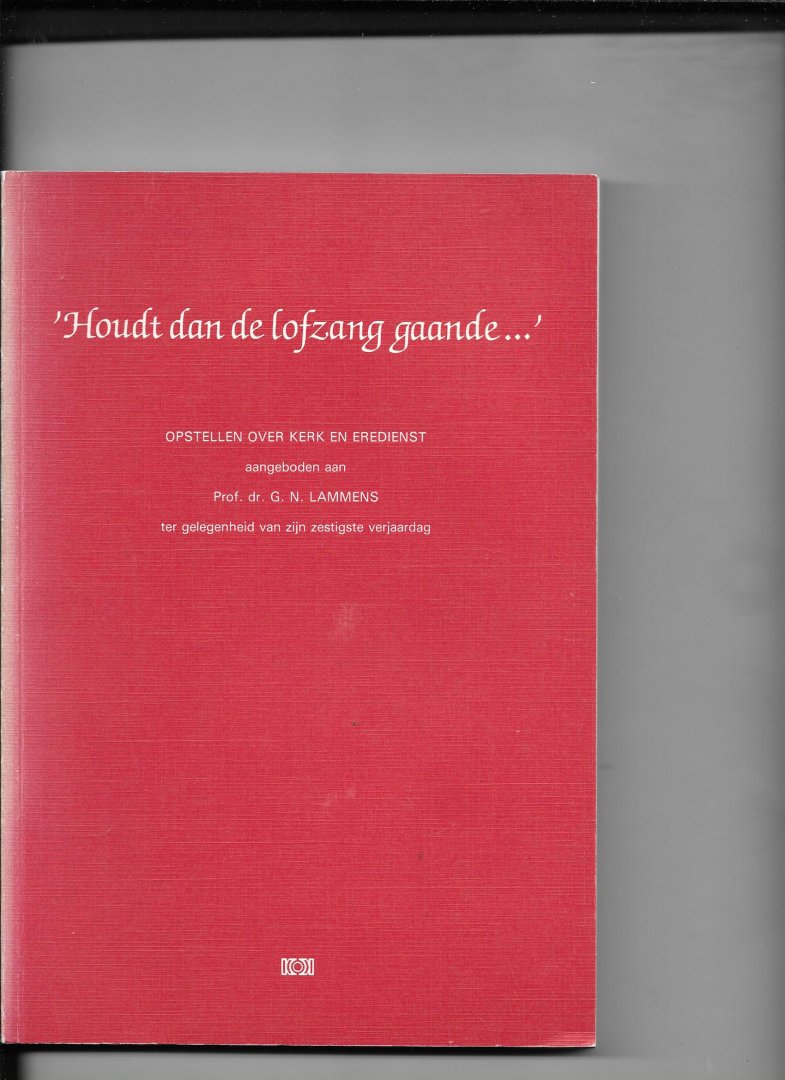 'Houdt dan de lofzang gaande...'
OPSTELLEN OVER KERK EN EREDIENST
aangeboden aan
Prof. dr. G. N. LAMMENS
ter gelegenheid van zijn zestigste verjaardag
KOK